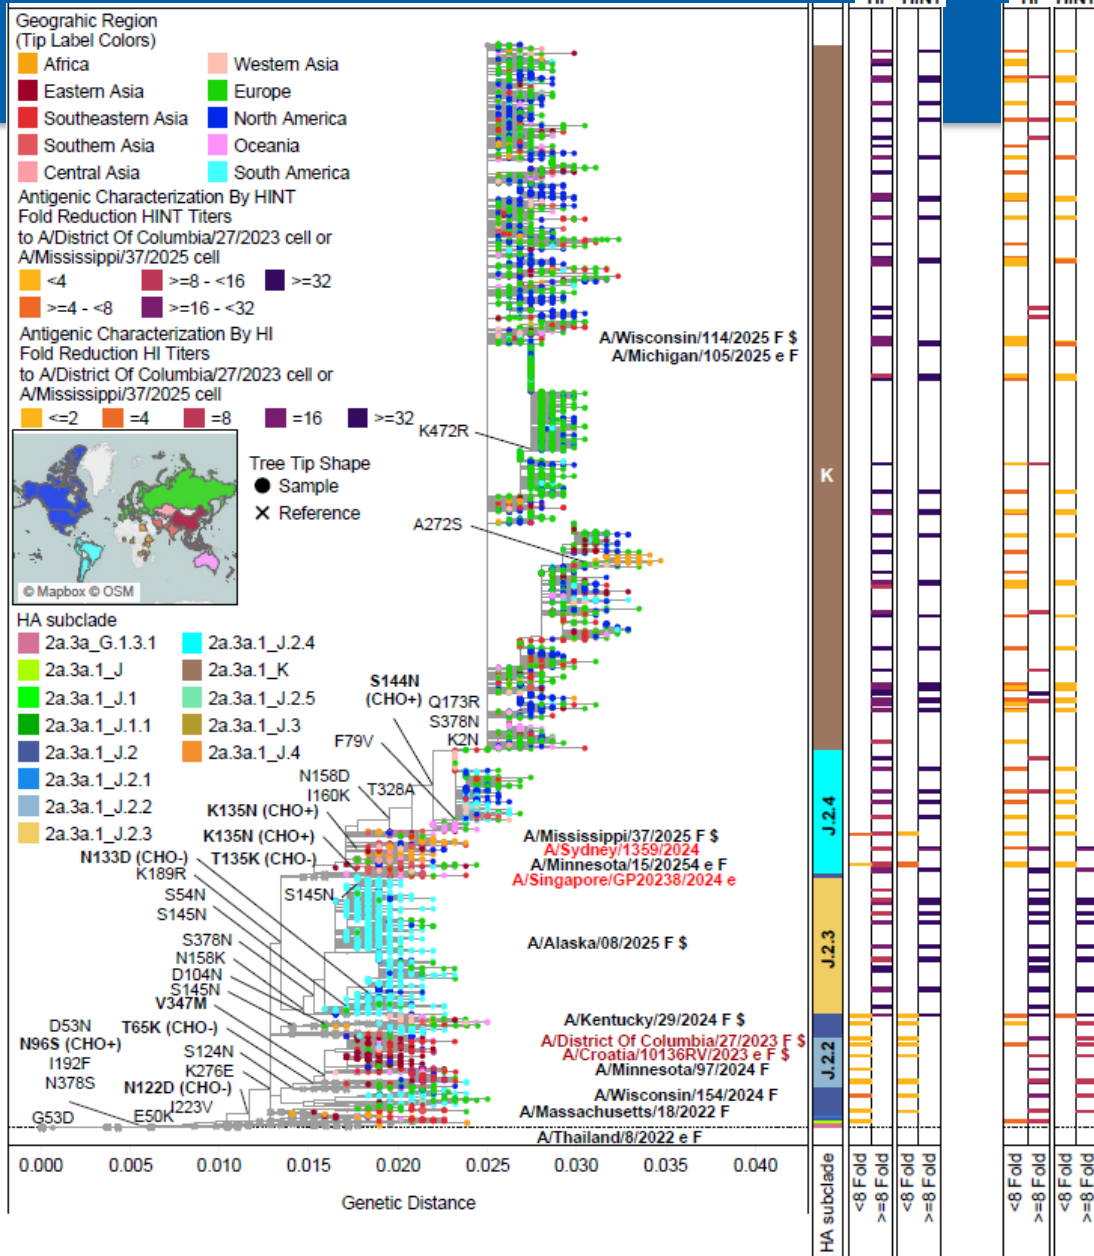 Geograhic Region
(Tip Label Colors)
Africa
Western Asia
Eastern Asia
Europe
Southeastern Asia
North America
Southern Asia
Oceania
Central Asia
South America
Antigenic Characterization By HINT
Fold Reduction HINT Titers
to A/District Of Columbia/27/2023 cell or
A/Mississippi/37/2025 cell
<4
>=8 - <16
>=32
>=4 - <8
>=16 - <32
Antigenic Characterization By HI
Fold Reduction HI Titers
to A/District Of Columbia/27/2023 cell or
A/Mississippi/37/2025 cell
<=2
=4
=8
=16
>=32
© Mapbox © OSM
Tree Tip Shape
Sample
Reference
HA subclade
2a.3a_G.1.3.1
2a.3a.1_J.2.4
2a.3a.1_J
2a.3a.1_K
2a.3a.1_J.1
2a.3a.1_J.2.5
2a.3a.1_J.1.1
2a.3a.1_J.3
2a.3a.1_J.2
2a.3a.1_J.4
2a.3a.1_J.2.1
2a.3a.1_J.2.2
2a.3a.1_J.2.3
A/Wisconsin/114/2025 F $
A/Michigan/105/2025 e F
K472R
A272S
S144N
(CHO+)
Q173R
S378N
K2N
F79V
N158D
I160K
T328A
K135N (CHO+)
K135N (CHO+)
T135K (CHO-)
N133D (CHO-)
K189R
S145N
S54N
S145N
S378N
N158K
D104N
S145N
V347M
T65K (CHO-)
D53N
N96S (CHO+)
I192F
N378S
S124N
K276E
N122D (CHO-)
I223V
E50K
G53D
A/Mississippi/37/2025 F $
A/Sydney/1359/2024
A/Minnesota/15/20254 e F
A/Singapore/GP20238/2024 e
A/Alaska/08/2025 F $
A/Kentucky/29/2024 F $
A/District Of Columbia/27/2023 F $
A/Croatia/10136RV/2023 e F $
A/Minnesota/97/2024 F
A/Wisconsin/154/2024 F
A/Massachusetts/18/2022 F
A/Thailand/8/2022 e F
K
J.2.4
J.2.3
J.2.2
0.000 0.005 0.010 0.015 0.020 0.025 0.030 0.035 0.040
Genetic Distance
HA subclade
<8 Fold
>=8 Fold
<8 Fold
>=8 Fold
<8 Fold
>=8 Fold
<8 Fold
>=8 Fold